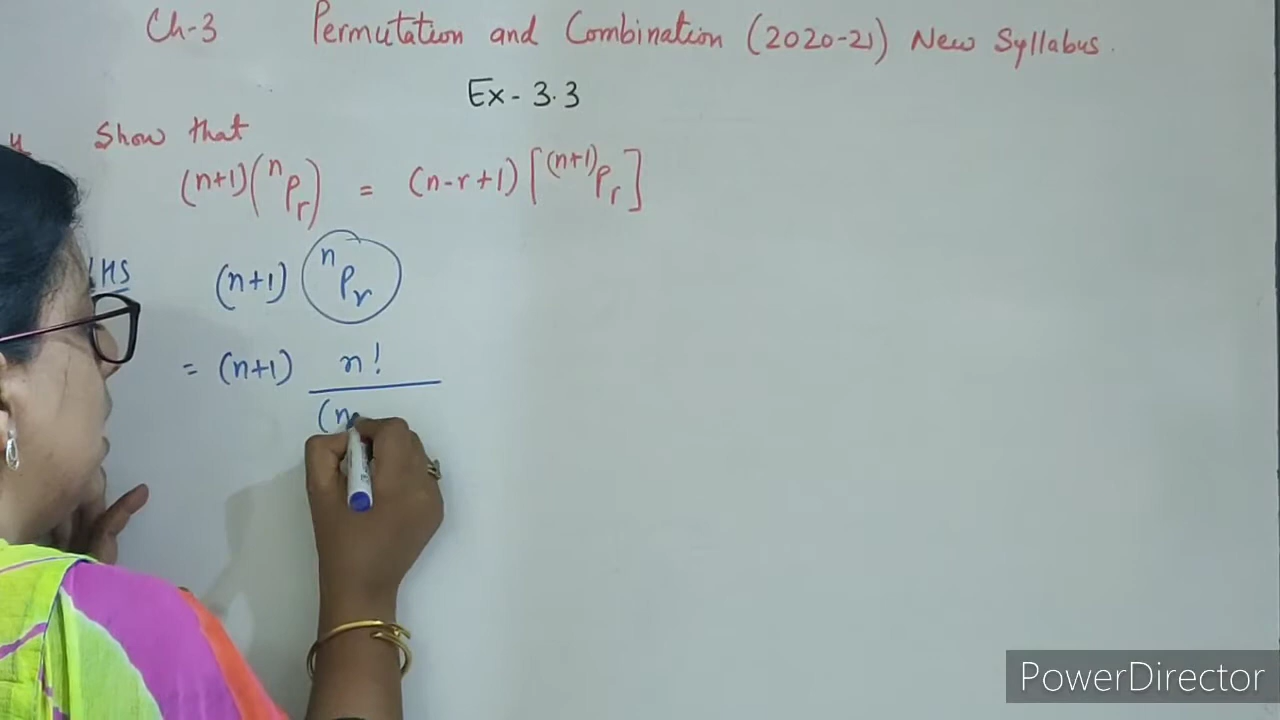 Ch-3 Permutation and Combination (2020-21) New Syllabus.
Ex- 3.3
Show that
(n+1)(ⁿPᵣ) = (n-r+1)[⁽ⁿ⁺¹⁾Pᵣ]
LHS (n+1) ⁿPᵣ
= (n+1) n!
(n
PowerDirector